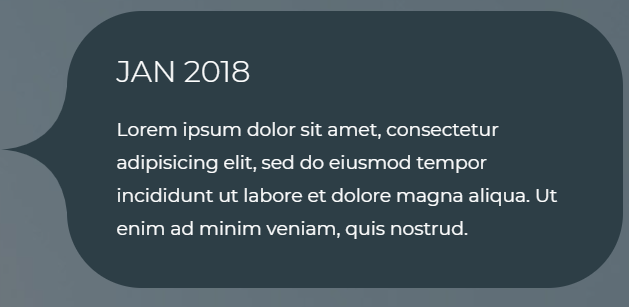 JAN 2018
Lorem ipsum dolor sit amet, consectetur
adipisicing elit, sed do eiusmod tempor
incididunt ut labore et dolore magna aliqua. Ut
enim ad minim veniam, quis nostrud.